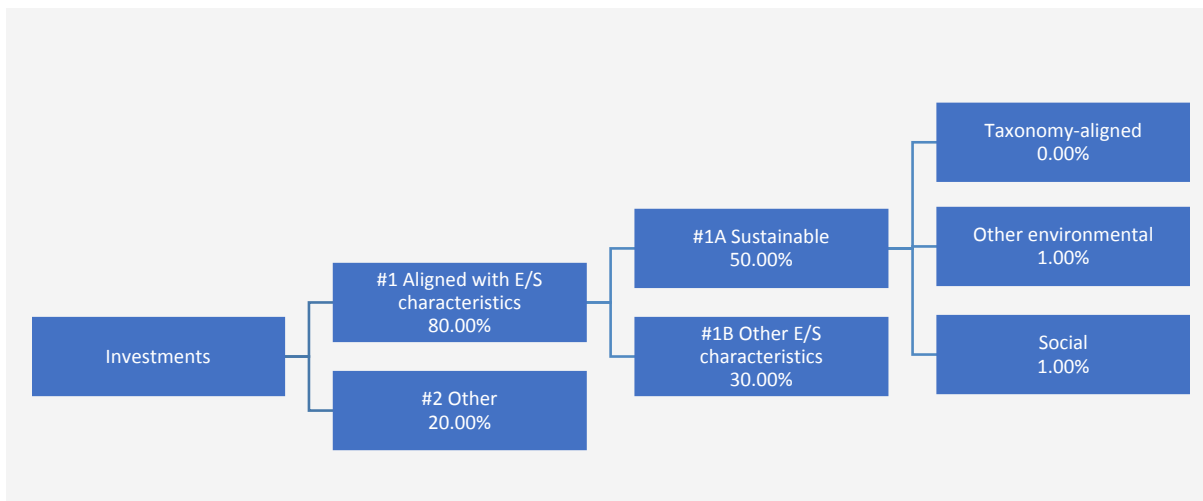 Investments
#1 Aligned with E/S
characteristics
80.00%
#2 Other
20.00%
#1A Sustainable
50.00%
#1B Other E/S
characteristics
30.00%
Taxonomy-aligned
0.00%
Other environmental
1.00%
Social
1.00%